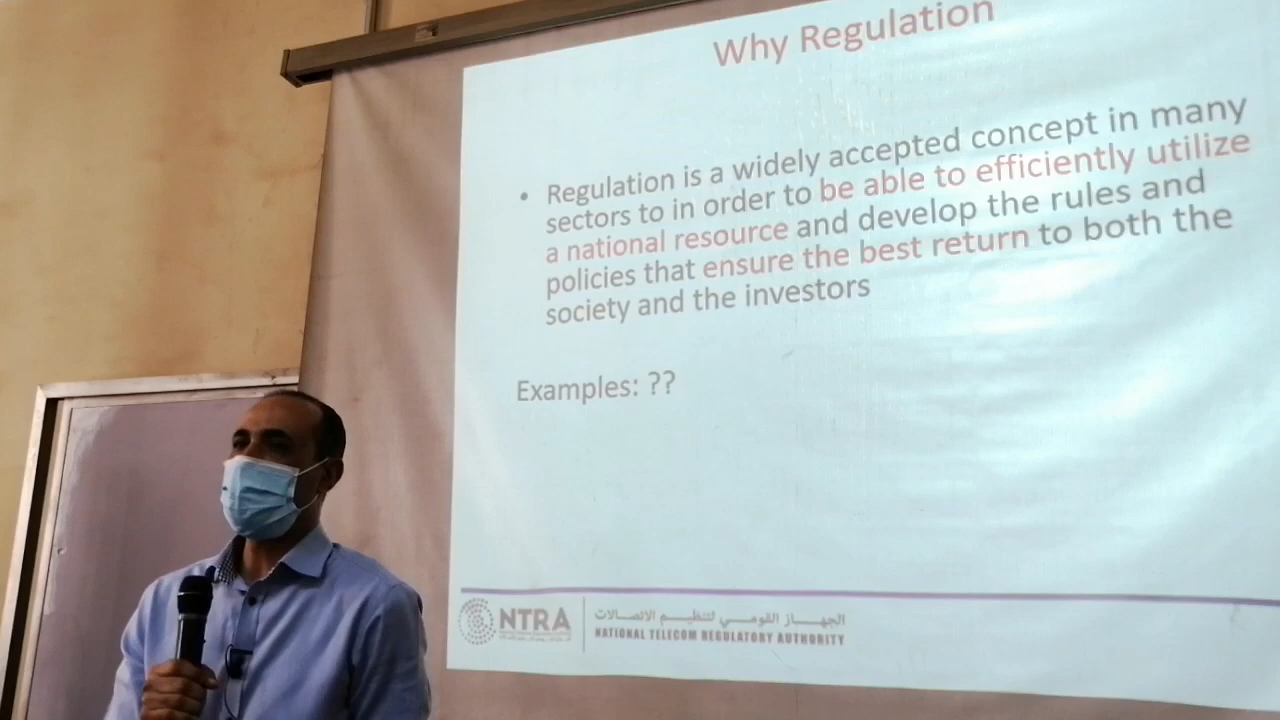 Why Regulation
• Regulation is a widely accepted concept in many
sectors to in order to be able to efficiently utilize
a national resource and develop the rules and
policies that ensure the best return to both the
society and the investors
Examples: ??
NTRA
الجهاز القومي لتنظيم الاتصالات
NATIONAL TELECOM REGULATORY AUTHORITY